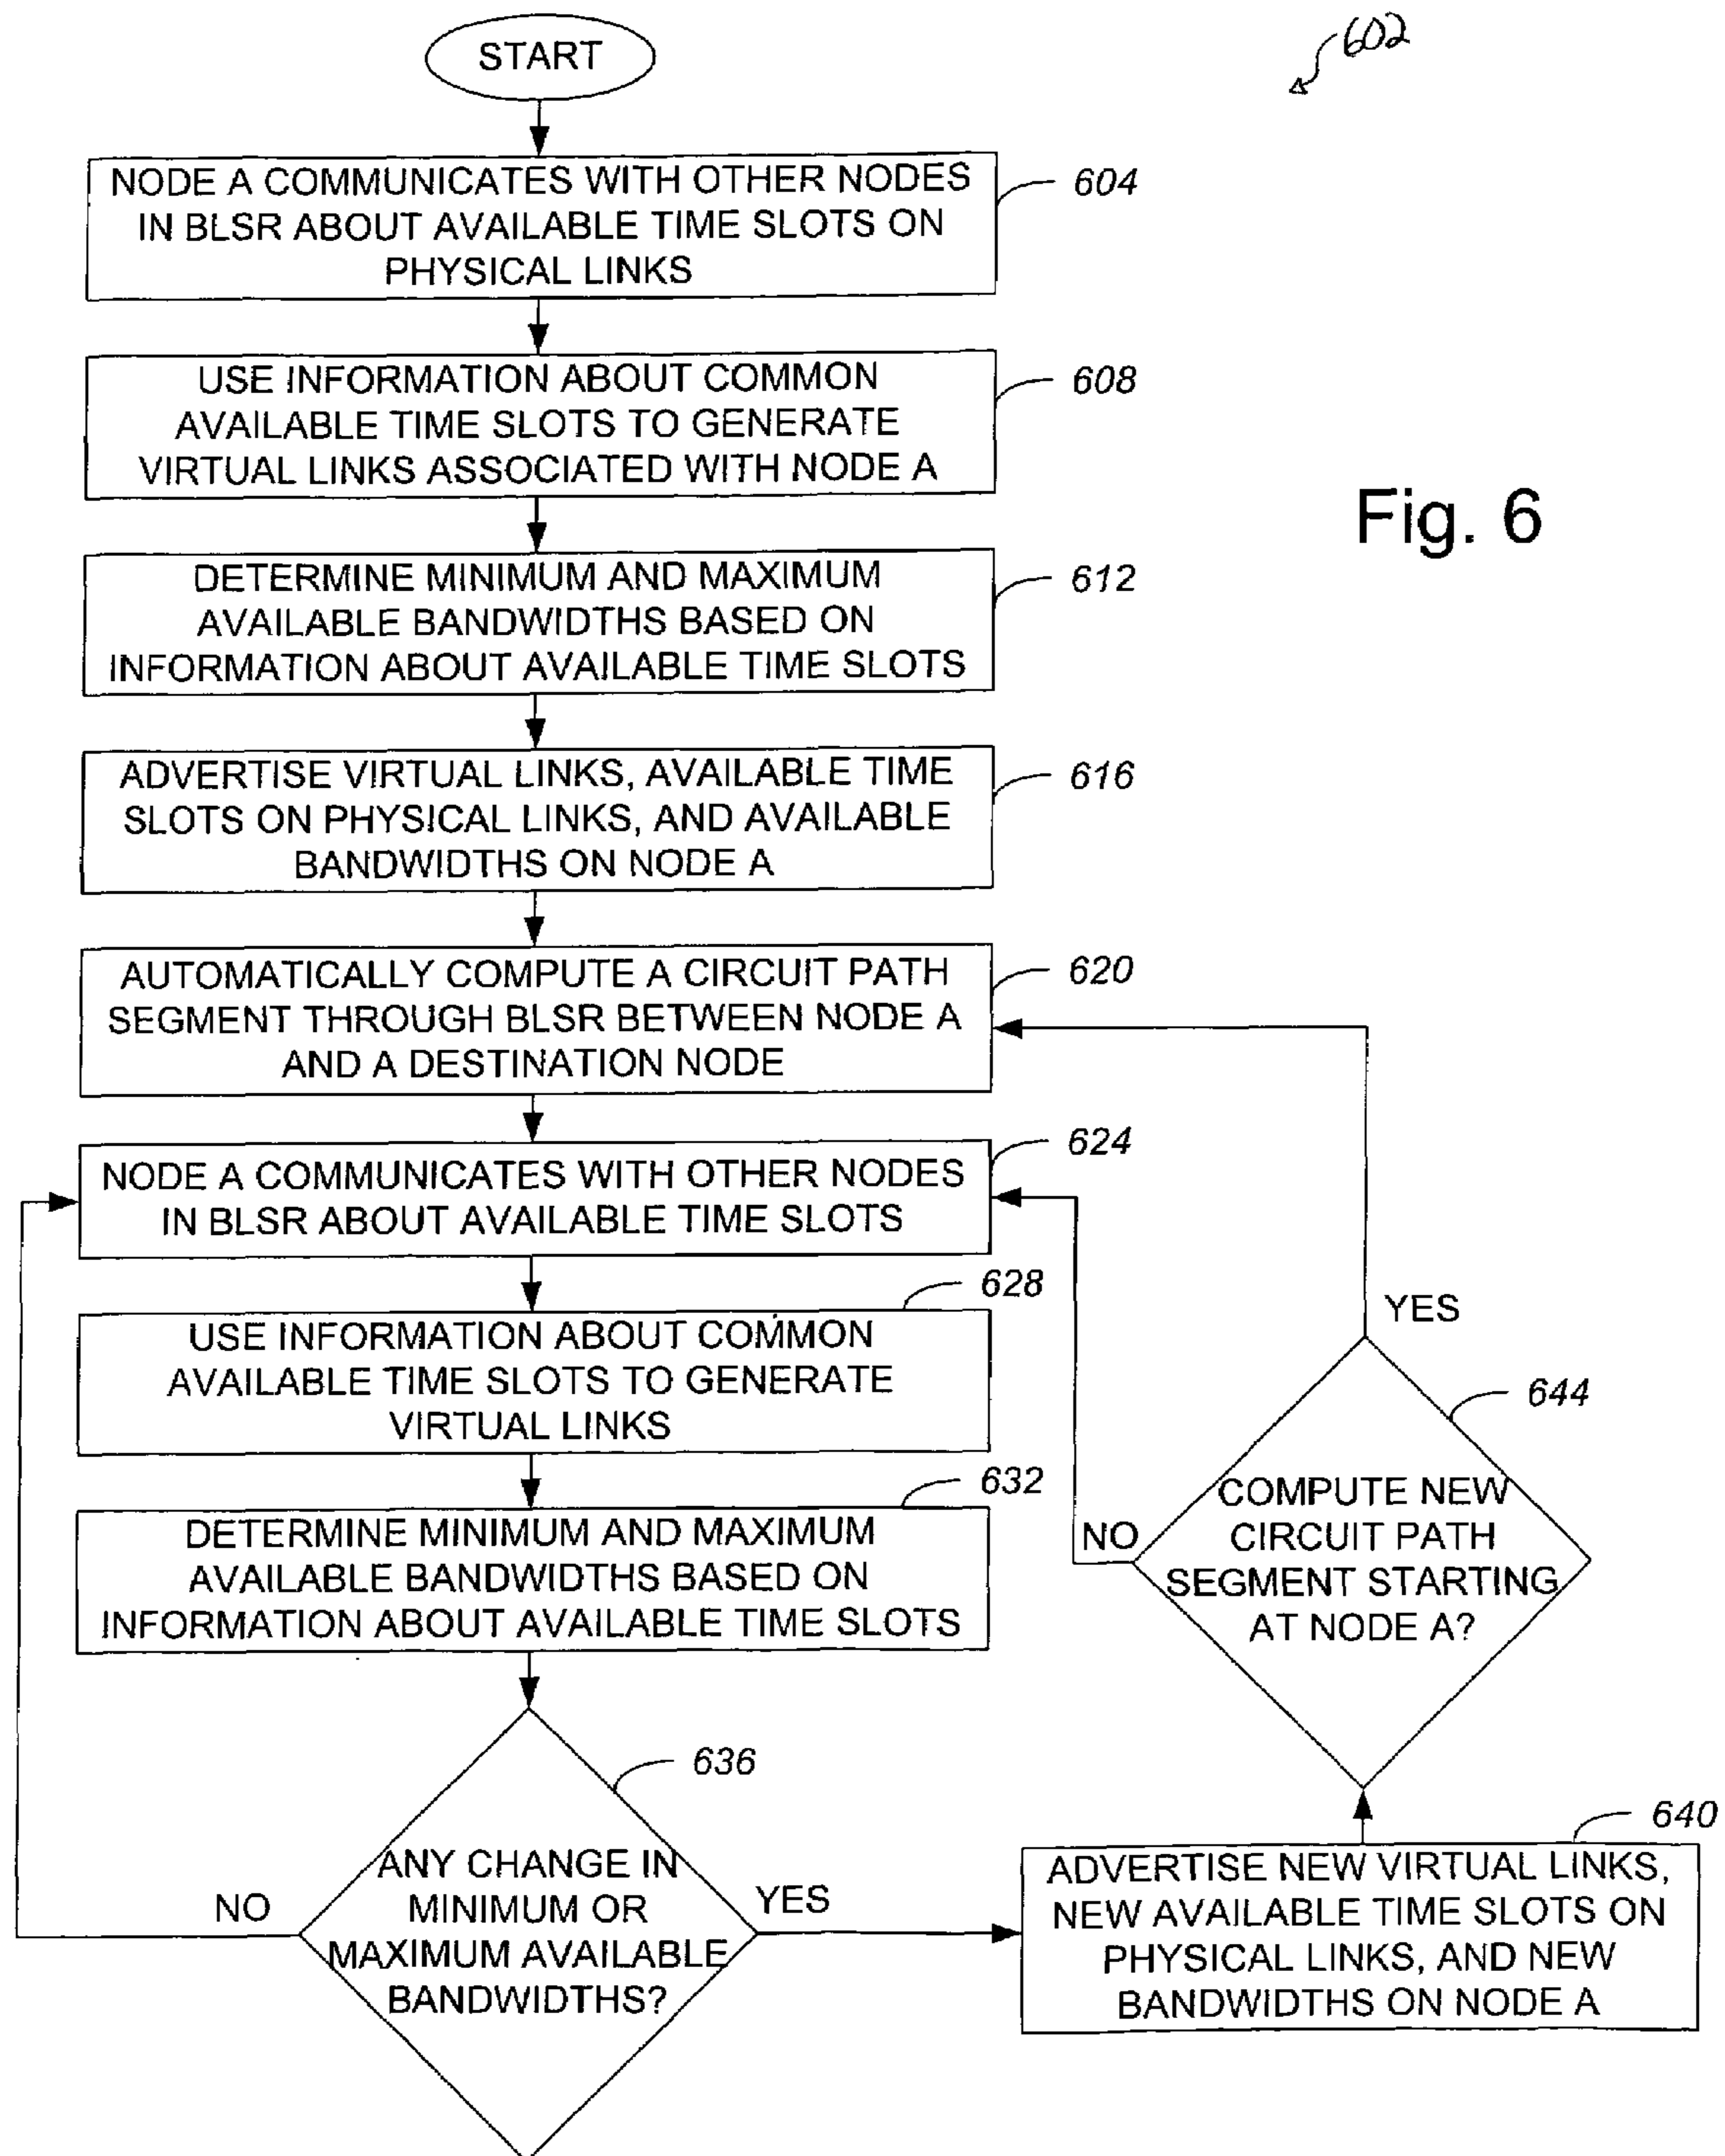 602
START
NODE A COMMUNICATES WITH OTHER NODES
IN BLSR ABOUT AVAILABLE TIME SLOTS ON
PHYSICAL LINKS
604
USE INFORMATION ABOUT COMMON
AVAILABLE TIME SLOTS TO GENERATE
VIRTUAL LINKS ASSOCIATED WITH NODE A
608
Fig. 6
DETERMINE MINIMUM AND MAXIMUM
AVAILABLE BANDWIDTHS BASED ON
INFORMATION ABOUT AVAILABLE TIME SLOTS
612
ADVERTISE VIRTUAL LINKS, AVAILABLE TIME
SLOTS ON PHYSICAL LINKS, AND AVAILABLE
BANDWIDTHS ON NODE A
616
AUTOMATICALLY COMPUTE A CIRCUIT PATH
SEGMENT THROUGH BLSR BETWEEN NODE A
AND A DESTINATION NODE
620
NODE A COMMUNICATES WITH OTHER NODES
IN BLSR ABOUT AVAILABLE TIME SLOTS
624
USE INFORMATION ABOUT COMMON
AVAILABLE TIME SLOTS TO GENERATE
VIRTUAL LINKS
628
DETERMINE MINIMUM AND MAXIMUM
AVAILABLE BANDWIDTHS BASED ON
INFORMATION ABOUT AVAILABLE TIME SLOTS
632
ANY CHANGE IN
MINIMUM OR
MAXIMUM AVAILABLE
BANDWIDTHS?
636
NO
YES
ADVERTISE NEW VIRTUAL LINKS,
NEW AVAILABLE TIME SLOTS ON
PHYSICAL LINKS, AND NEW
BANDWIDTHS ON NODE A
640
COMPUTE NEW
CIRCUIT PATH
SEGMENT STARTING
AT NODE A?
644
NO
YES